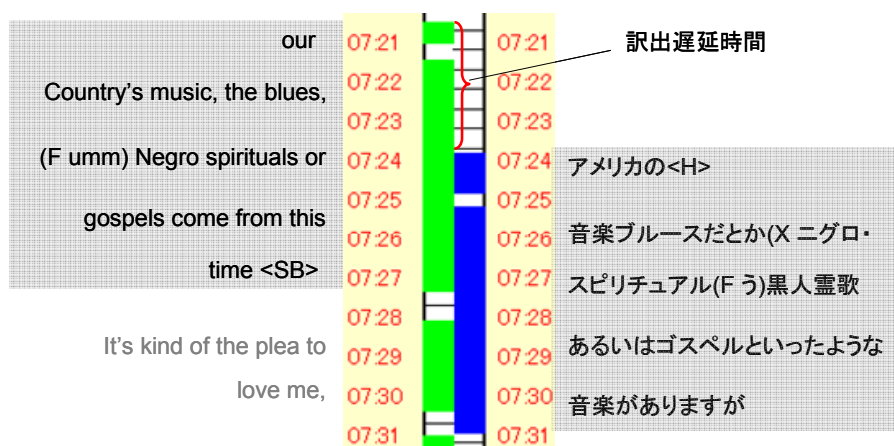 our
Country's music, the blues,
(F umm) Negro spirituals or
gospels come from this
time <SB>
It's kind of the plea to
love me,
07:21
07:22
07:23
07:24
07:25
07:26
07:27
07:28
07:29
07:30
07:31
07:21
07:22
07:23
07:24
07:25
07:26
07:27
07:28
07:29
07:30
07:31
訳出遅延時間
アメリカの<H>
音楽ブルースだとか(X ニグロ・
スピリチュアル(F う)黒人霊歌
あるいはゴスペルといったような
音楽がありますが